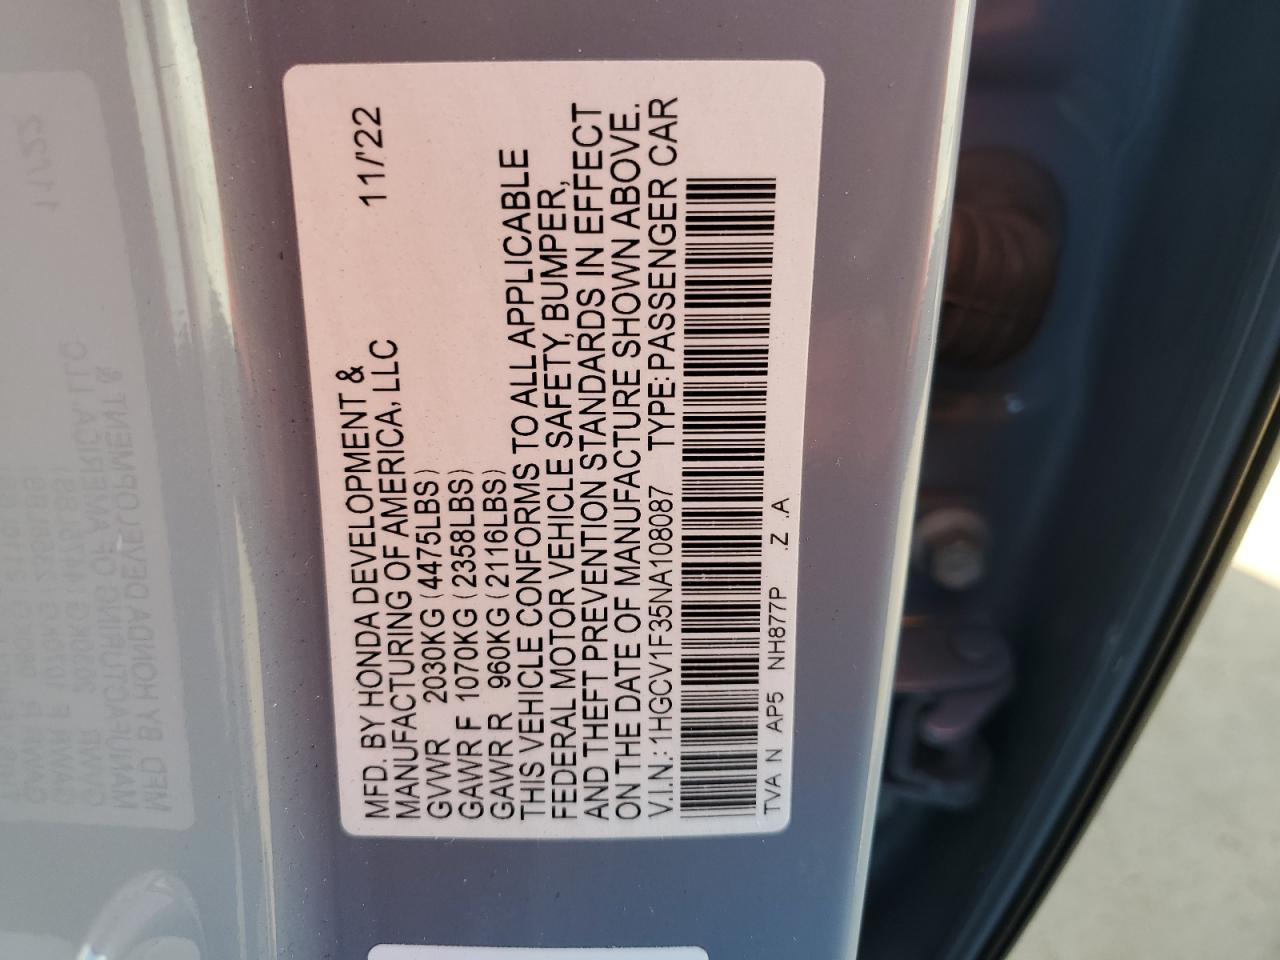 MFD. BY HONDA DEVELOPMENT & 11/'22
MANUFACTURING OF AMERICA, LLC
GVWR 2030KG (4475LBS)
GAWR F 1070KG (2358LBS)
GAWR R 960KG (2116LBS)
THIS VEHICLE CONFORMS TO ALL APPLICABLE
FEDERAL MOTOR VEHICLE SAFETY, BUMPER,
AND THEFT PREVENTION STANDARDS IN EFFECT
ON THE DATE OF MANUFACTURE SHOWN ABOVE.
V.I.N.: 1HGCV1F35NA108087 TYPE: PASSENGER CAR
TVA N AP5 NH877P .Z .A